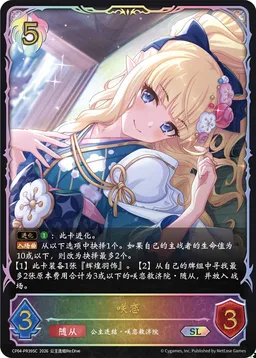 5
进化 1：此卡进化。
入场曲 从以下选项中抉择1个。如果自己的主战者的生命值为
10点以下，则改为抉择最多2个。
【1】此卡装备1张『辉煌羽饰』。【2】从自己的牌组中寻找最
多2张原本费用合计为3点以下的咲恋救济院・随从，并放入战
场。
咲恋
3
随从
公主连结・咲恋救济院
SL
3
CP04-PR395C 2026 公主连结Re:Dive
© Cygames, Inc. Project Published by NetEase Games